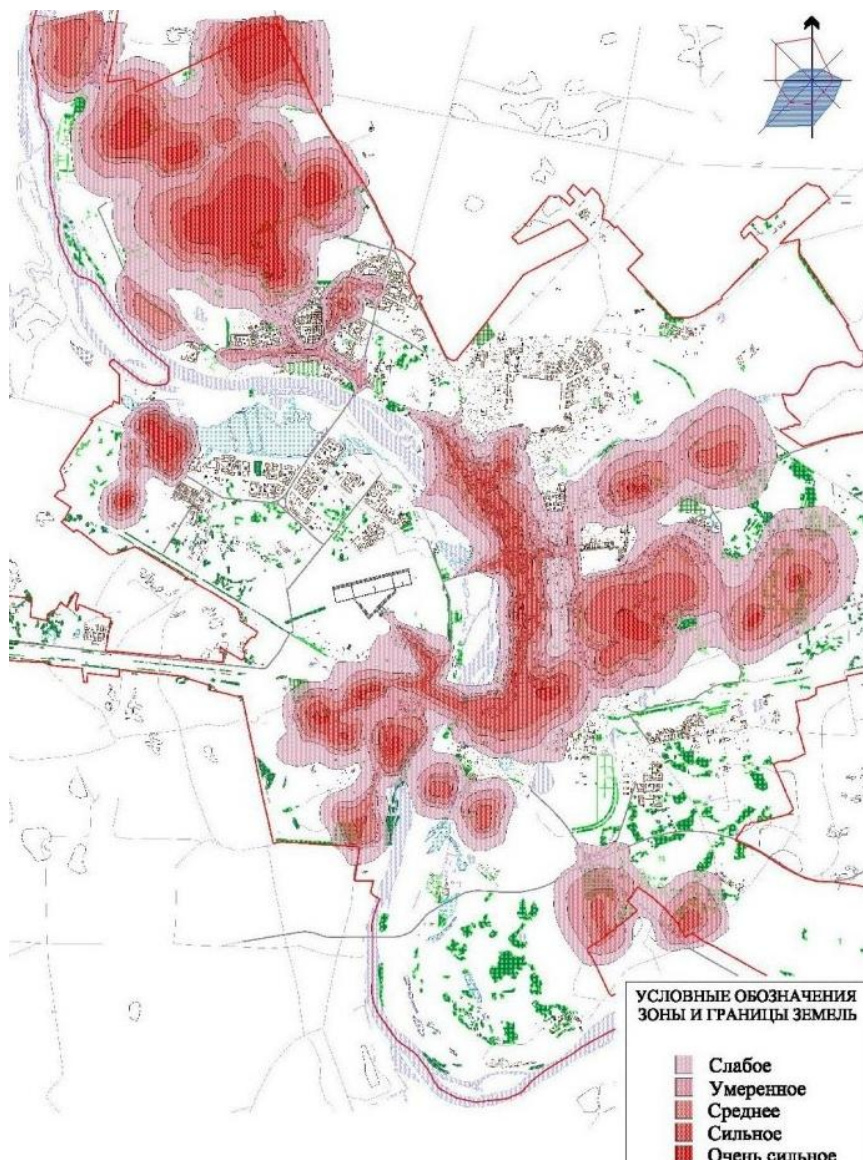 УСЛОВНЫЕ ОБОЗНАЧЕНИЯ
ЗОНЫ И ГРАНИЦЫ ЗЕМЕЛЬ
Слабое
Умеренное
Среднее
Сильное
Очень сильное